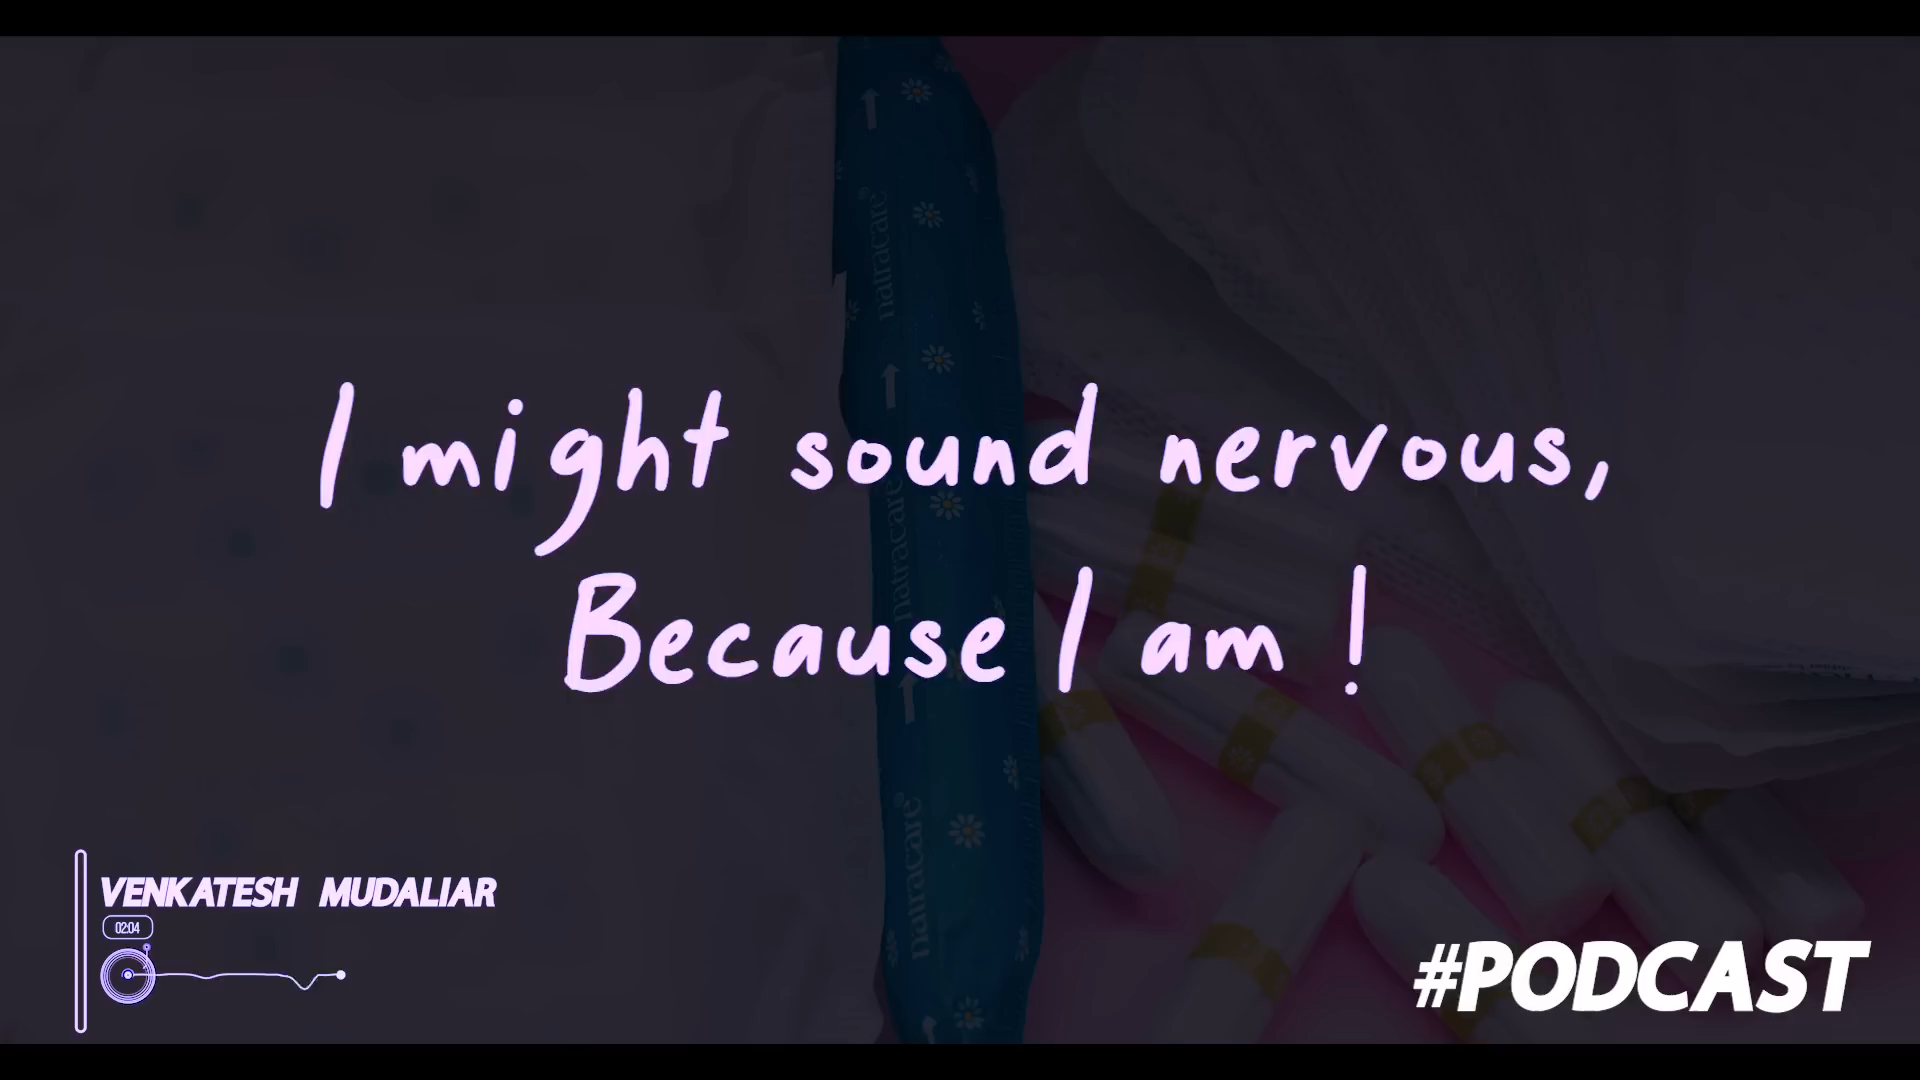 natracare
I might sound nervous,
natracare
Because I am !
natracare
VENKATESH MUDALIAR
02:04
#PODCAST